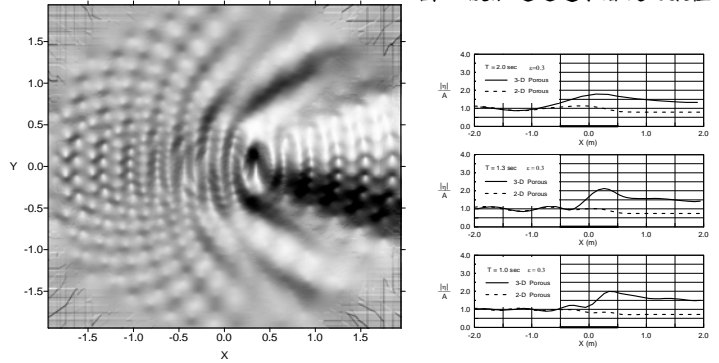 1.5
1.0
0.5
Y
0.0
-0.5
-1.0
-1.5
-1.5
-1.0
-0.5
0.0
0.5
1.0
1.5
X
4.0
3.0
2.0
1.0
0.0
|η|
A
T = 2.0 sec ε=0.3
3-D Porous
2-D Porous
-2.0
-1.0
0.0
1.0
2.0
X (m)
4.0
3.0
2.0
1.0
0.0
|η|
A
T = 1.3 sec ε = 0.3
3-D Porous
2-D Porous
-2.0
-1.0
0.0
1.0
2.0
X (m)
4.0
3.0
2.0
1.0
0.0
|η|
A
T = 1.0 sec ε = 0.3
3-D Porous
2-D Porous
-2.0
-1.0
0.0
1.0
2.0
X (m)